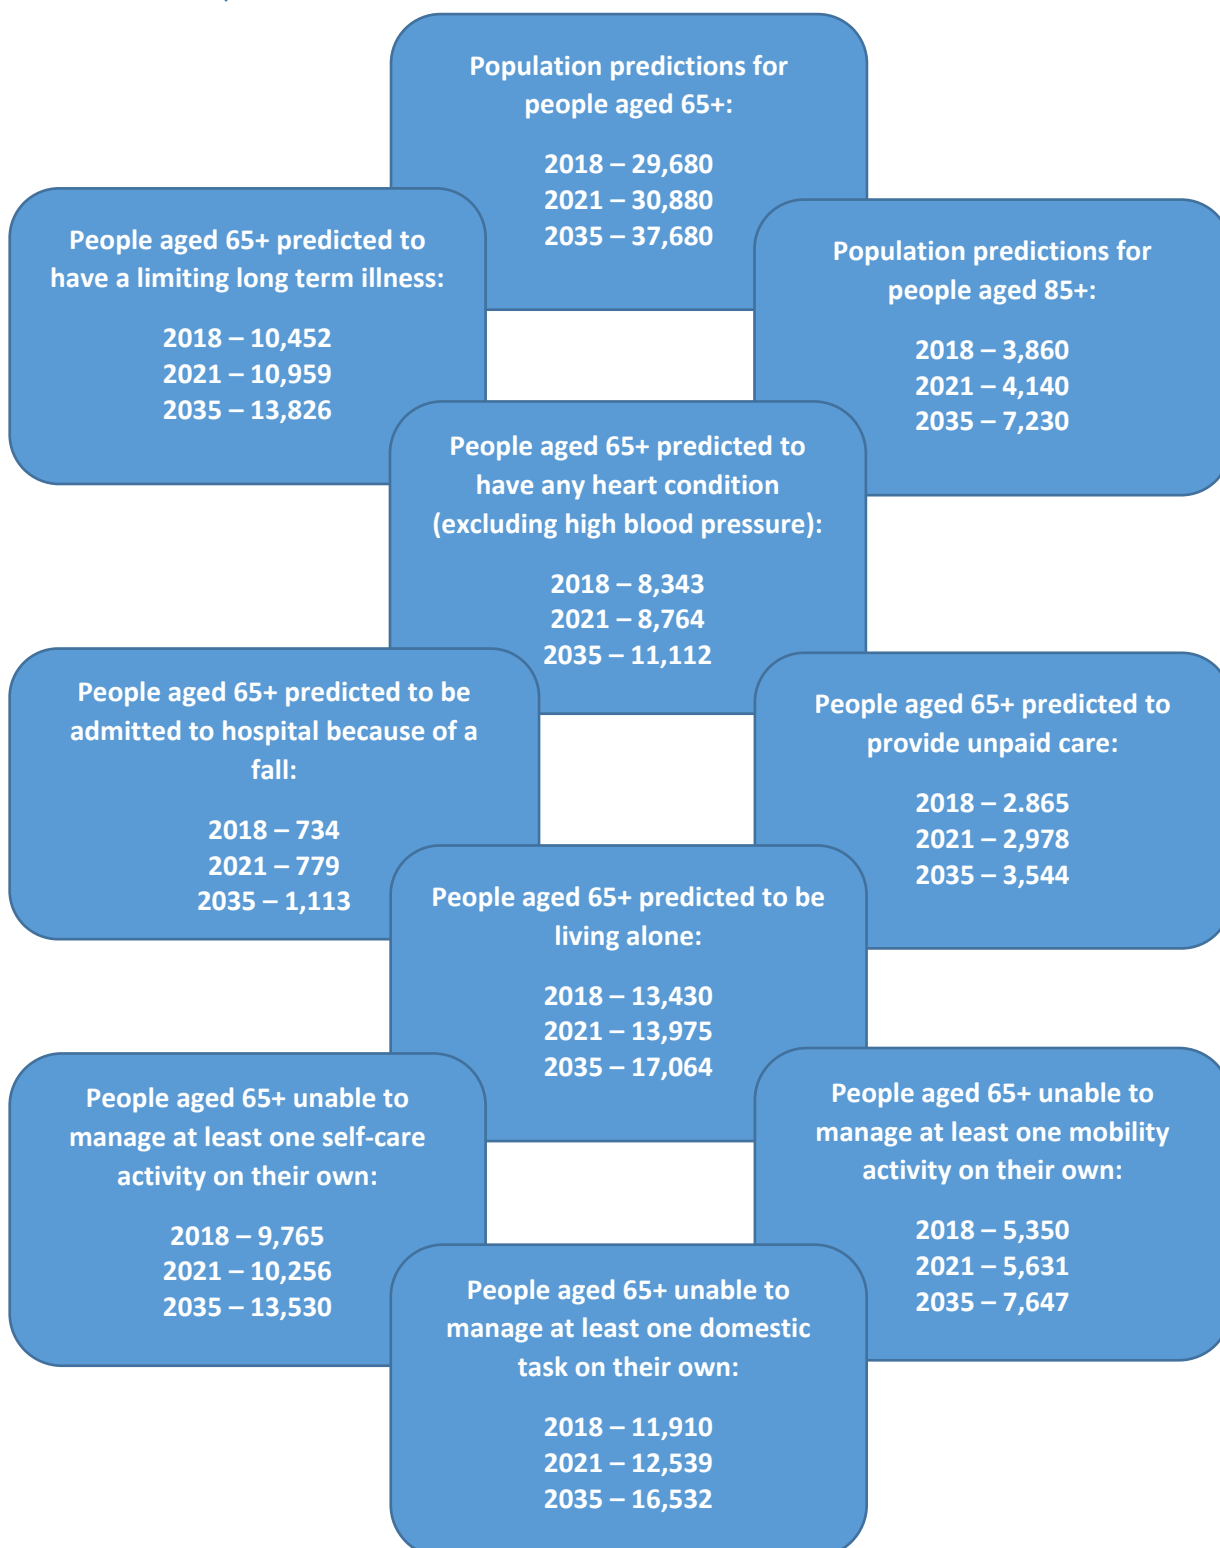 Population predictions for
people aged 65+:
2018 – 29,680
2021 – 30,880
2035 – 37,680
People aged 65+ predicted to
have a limiting long term illness:
2018 – 10,452
2021 – 10,959
2035 – 13,826
Population predictions for
people aged 85+:
2018 – 3,860
2021 – 4,140
2035 – 7,230
People aged 65+ predicted to
have any heart condition
(excluding high blood pressure):
2018 – 8,343
2021 – 8,764
2035 – 11,112
People aged 65+ predicted to be
admitted to hospital because of a
fall:
2018 – 734
2021 – 779
2035 – 1,113
People aged 65+ predicted to
provide unpaid care:
2018 – 2.865
2021 – 2,978
2035 – 3,544
People aged 65+ predicted to be
living alone:
2018 – 13,430
2021 – 13,975
2035 – 17,064
People aged 65+ unable to
manage at least one self-care
activity on their own:
2018 – 9,765
2021 – 10,256
2035 – 13,530
People aged 65+ unable to
manage at least one mobility
activity on their own:
2018 – 5,350
2021 – 5,631
2035 – 7,647
People aged 65+ unable to
manage at least one domestic
task on their own:
2018 – 11,910
2021 – 12,539
2035 – 16,532